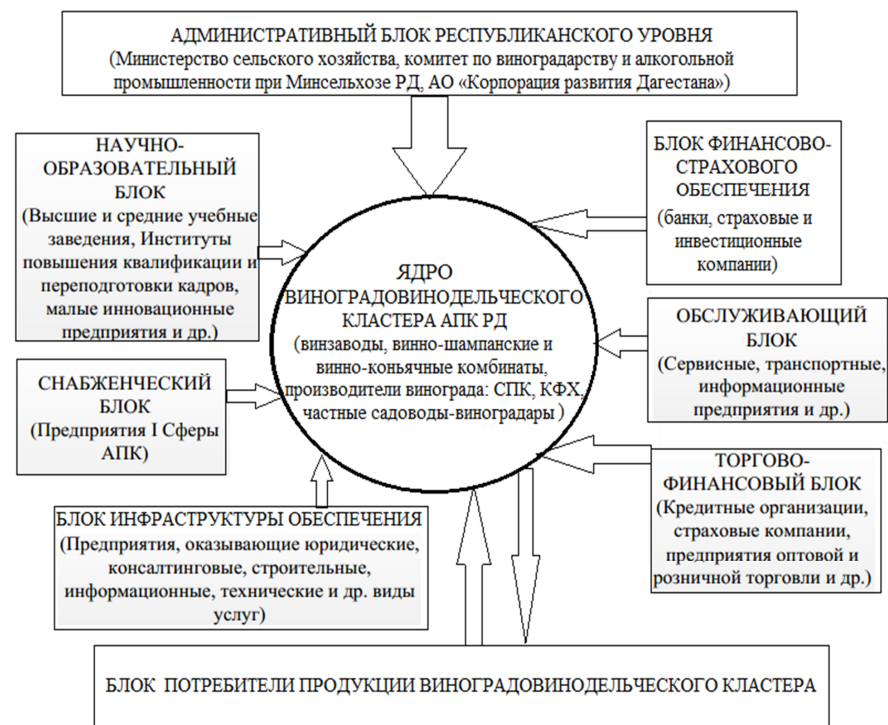 АДМИНИСТРАТИВНЫЙ БЛОК РЕСПУБЛИКАНСКОГО УРОВНЯ
(Министерство сельского хозяйства, комитет по виноградарству и алкогольной
промышленности при Минсельхозе РД, АО «Корпорация развития Дагестана»)
НАУЧНО-
ОБРАЗОВАТЕЛЬНЫЙ
БЛОК
(Высшие и средние учебные
заведения, Институты
повышения квалификации и
переподготовки кадров,
малые инновационные
предприятия и др.)
БЛОК ФИНАНСОВО-
СТРАХОВОГО
ОБЕСПЕЧЕНИЯ
(банки, страховые и
инвестиционные
компании)
ЯДРО
ВИНОГРАДОВИНОДЕЛЬЧЕСКОГО
КЛАСТЕРА АПК РД
(винзаводы, винно-шампанские и
винно-коньячные комбинаты,
производители винограда: СПК, КФХ,
частные садоводы-виноградары )
ОБСЛУЖИВАЮЩИЙ
БЛОК
(Сервисные, транспортные,
информационные
предприятия и др.)
СНАБЖЕНЧЕСКИЙ
БЛОК
(Предприятия I Сферы
АПК)
ТОРГОВО-
ФИНАНСОВЫЙ БЛОК
(Кредитные организации,
страховые компании,
предприятия оптовой и
розничной торговли и др.)
БЛОК ИНФРАСТРУКТУРЫ ОБЕСПЕЧЕНИЯ
(Предприятия, оказывающие юридические,
консалтинговые, строительные,
информационные, технические и др. виды
услуг)
БЛОК ПОТРЕБИТЕЛИ ПРОДУКЦИИ ВИНОГРАДОВИНОДЕЛЬЧЕСКОГО КЛАСТЕРА